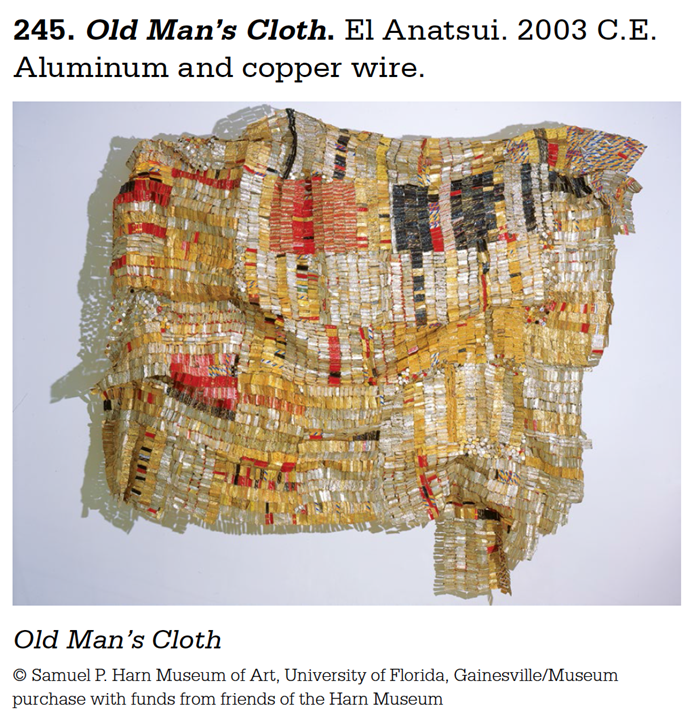 245. Old Man’s Cloth. El Anatsui. 2003 C.E.
Aluminum and copper wire.
Old Man’s Cloth
© Samuel P. Harn Museum of Art, University of Florida, Gainesville/Museum
purchase with funds from friends of the Harn Museum